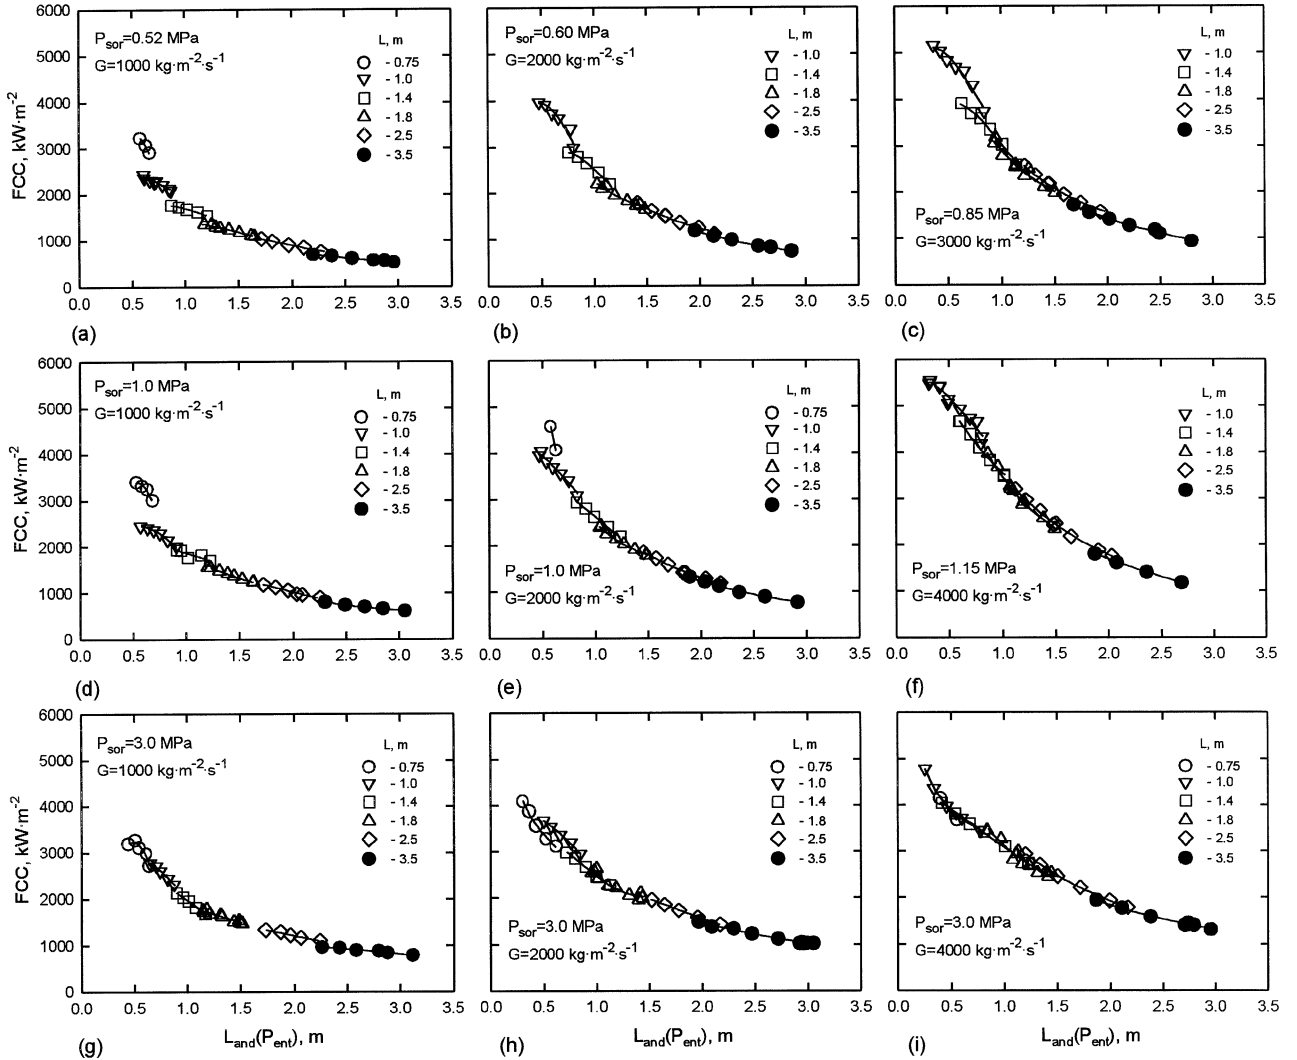 P_sor=0.52 MPa
G=1000 kg·m⁻²·s⁻¹
L, m
- 0.75
- 1.0
- 1.4
- 1.8
- 2.5
- 3.5
FCC, kW·m⁻²
6000
5000
4000
3000
2000
1000
0
0.0 0.5 1.0 1.5 2.0 2.5 3.0 3.5
(a)
P_sor=0.60 MPa
G=2000 kg·m⁻²·s⁻¹
L, m
- 1.0
- 1.4
- 1.8
- 2.5
- 3.5
0.0 0.5 1.0 1.5 2.0 2.5 3.0 3.5
(b)
L, m
- 1.0
- 1.4
- 1.8
- 2.5
- 3.5
P_sor=0.85 MPa
G=3000 kg·m⁻²·s⁻¹
0.0 0.5 1.0 1.5 2.0 2.5 3.0 3.5
(c)
P_sor=1.0 MPa
G=1000 kg·m⁻²·s⁻¹
L, m
- 0.75
- 1.0
- 1.4
- 1.8
- 2.5
- 3.5
FCC, kW·m⁻²
6000
5000
4000
3000
2000
1000
0
0.0 0.5 1.0 1.5 2.0 2.5 3.0 3.5
(d)
L, m
- 0.75
- 1.0
- 1.4
- 1.8
- 2.5
- 3.5
P_sor=1.0 MPa
G=2000 kg·m⁻²·s⁻¹
0.0 0.5 1.0 1.5 2.0 2.5 3.0 3.5
(e)
L, m
- 1.0
- 1.4
- 1.8
- 2.5
- 3.5
P_sor=1.15 MPa
G=4000 kg·m⁻²·s⁻¹
0.0 0.5 1.0 1.5 2.0 2.5 3.0 3.5
(f)
P_sor=3.0 MPa
G=1000 kg·m⁻²·s⁻¹
L, m
- 0.75
- 1.0
- 1.4
- 1.8
- 2.5
- 3.5
FCC, kW·m⁻²
6000
5000
4000
3000
2000
1000
0
0.0 0.5 1.0 1.5 2.0 2.5 3.0 3.5
L_and(P_ent), m
(g)
L, m
- 0.75
- 1.0
- 1.4
- 1.8
- 2.5
- 3.5
P_sor=3.0 MPa
G=2000 kg·m⁻²·s⁻¹
0.0 0.5 1.0 1.5 2.0 2.5 3.0 3.5
L_and(P_ent), m
(h)
L, m
- 0.75
- 1.0
- 1.4
- 1.8
- 2.5
- 3.5
P_sor=3.0 MPa
G=4000 kg·m⁻²·s⁻¹
0.0 0.5 1.0 1.5 2.0 2.5 3.0 3.5
L_and(P_ent), m
(i)